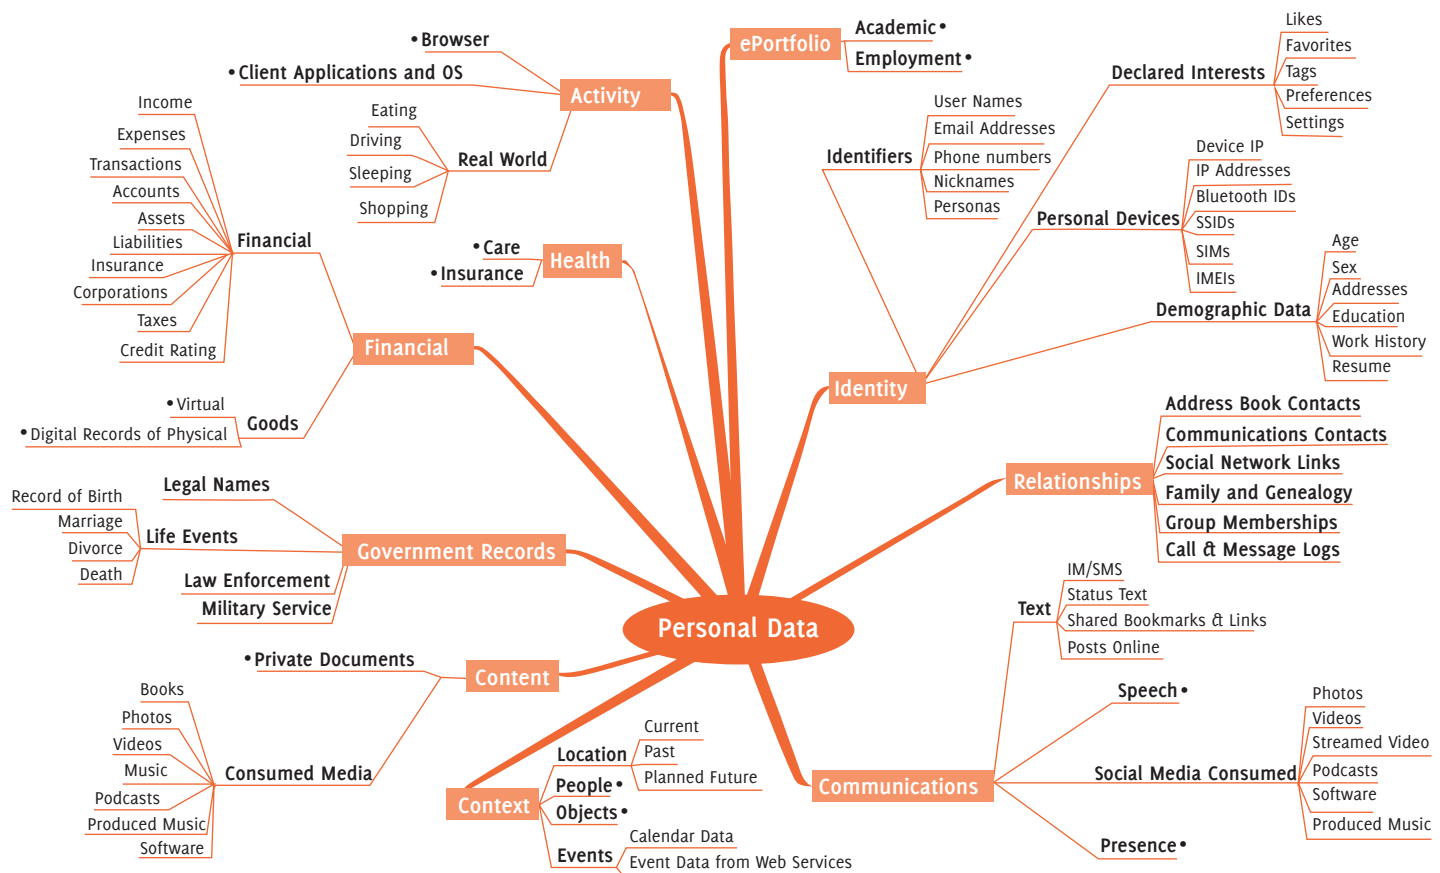 Personal Data
ePortfolio
Academic •
Employment •
Activity
• Browser
• Client Applications and OS
Real World
Eating
Driving
Sleeping
Shopping
Health
• Care
• Insurance
Financial
Financial
Income
Expenses
Transactions
Accounts
Assets
Liabilities
Insurance
Corporations
Taxes
Credit Rating
Goods
• Virtual
• Digital Records of Physical
Government Records
Legal Names
Life Events
Record of Birth
Marriage
Divorce
Death
Law Enforcement
Military Service
Content
• Private Documents
Consumed Media
Books
Photos
Videos
Music
Podcasts
Produced Music
Software
Context
Location
Current
Past
Planned Future
People •
Objects •
Events
Calendar Data
Event Data from Web Services
Identity
Identifiers
User Names
Email Addresses
Phone numbers
Nicknames
Personas
Declared Interests
Likes
Favorites
Tags
Preferences
Settings
Personal Devices
Device IP
IP Addresses
Bluetooth IDs
SSIDs
SIMs
IMEIs
Demographic Data
Age
Sex
Addresses
Education
Work History
Resume
Relationships
Address Book Contacts
Communications Contacts
Social Network Links
Family and Genealogy
Group Memberships
Call & Message Logs
Communications
Text
IM/SMS
Status Text
Shared Bookmarks & Links
Posts Online
Speech •
Social Media Consumed
Photos
Videos
Streamed Video
Podcasts
Software
Produced Music
Presence •